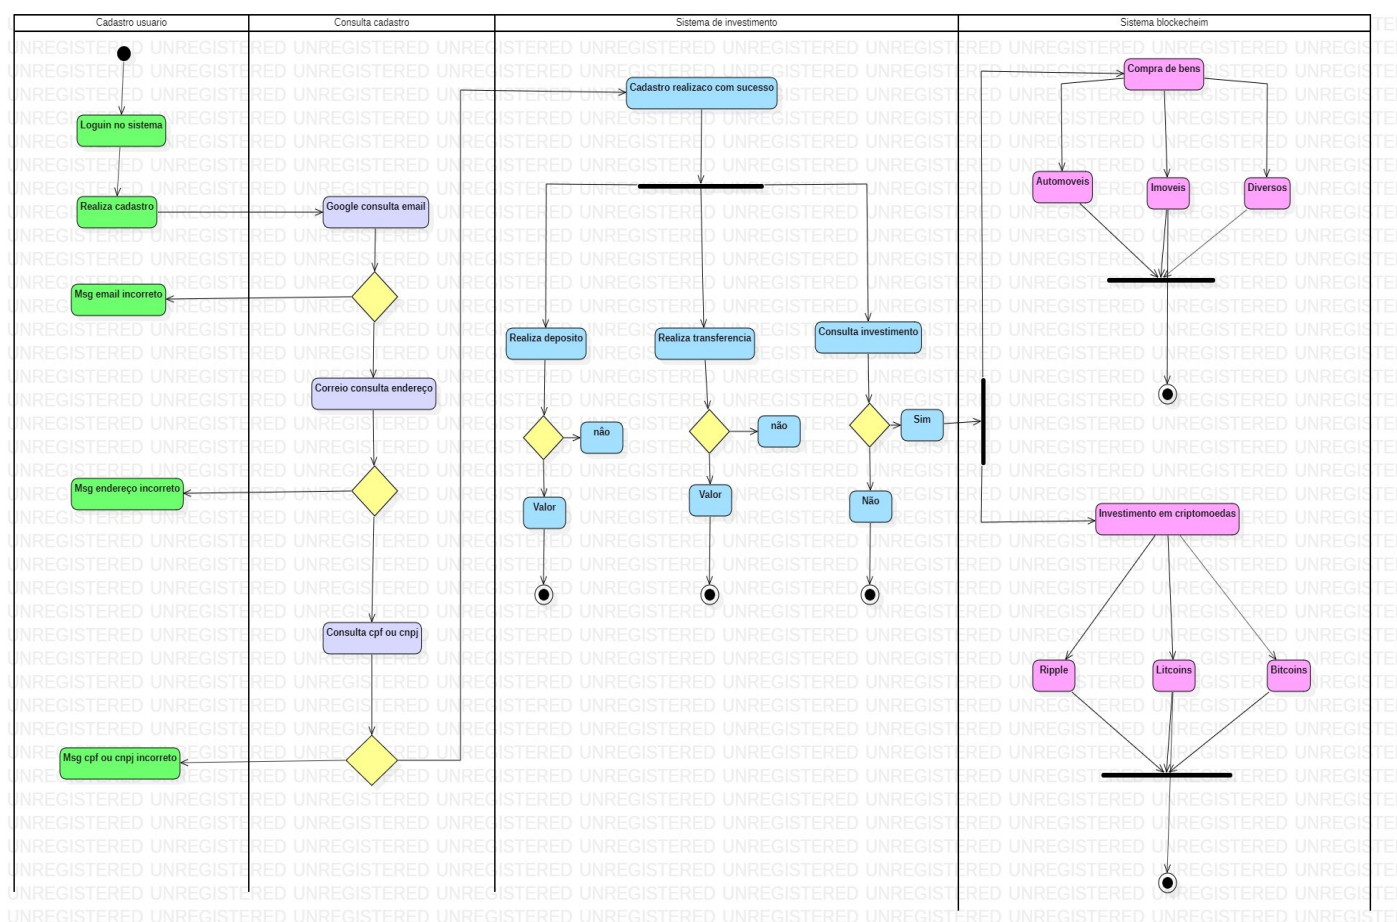 Cadastro usuario
Consulta cadastro
Sistema de investimento
Sistema blockecheim
Loguin no sistema
Realiza cadastro
Msg email incorreto
Msg endereço incorreto
Msg cpf ou cnpj incorreto
Google consulta email
Correio consulta endereço
Consulta cpf ou cnpj
Cadastro realizaco com sucesso
Realiza deposito
Realiza transferencia
Consulta investimento
não
não
Sim
Valor
Valor
Não
Compra de bens
Automoveis
Imoveis
Diversos
Investimento em criptomoedas
Ripple
Litcoins
Bitcoins
UNREGISTERED